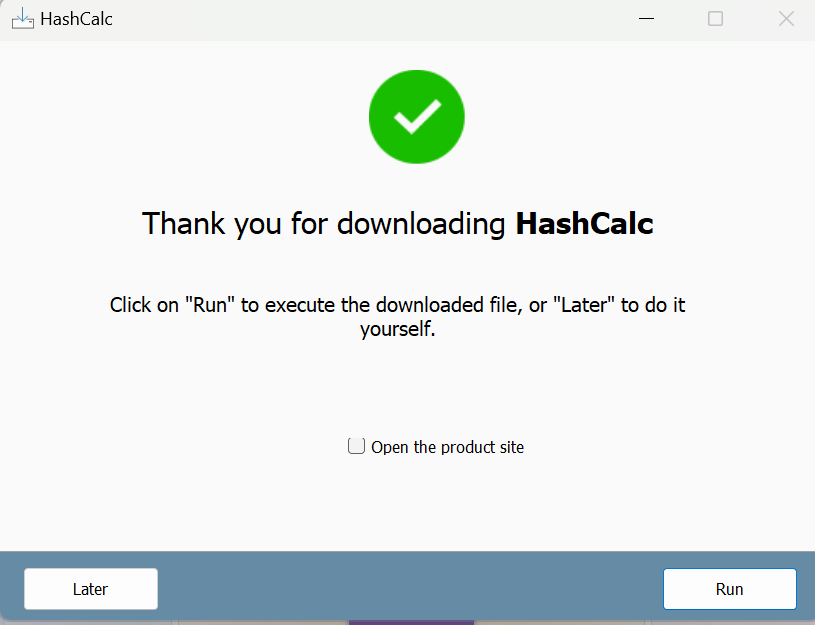 HashCalc
Thank you for downloading HashCalc
Click on "Run" to execute the downloaded file, or "Later" to do it
yourself.
Open the product site
Later
Run